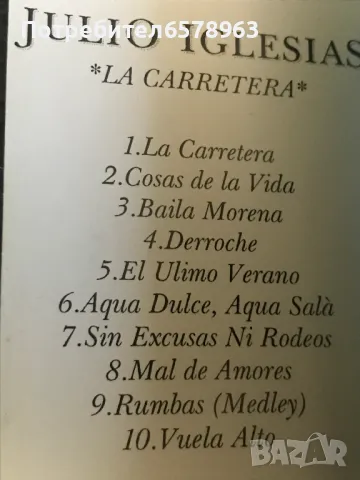 Потребител6758963
JULIO IGLESIAS
*LA CARRETERA*
1.La Carretera
2.Cosas de la Vida
3.Baila Morena
4.Derroche
5.El Ulimo Verano
6.Aqua Dulce, Aqua Salà
7.Sin Excusas Ni Rodeos
8.Mal de Amores
9.Rumbas (Medley)
10.Vuela Alto
BAZAR